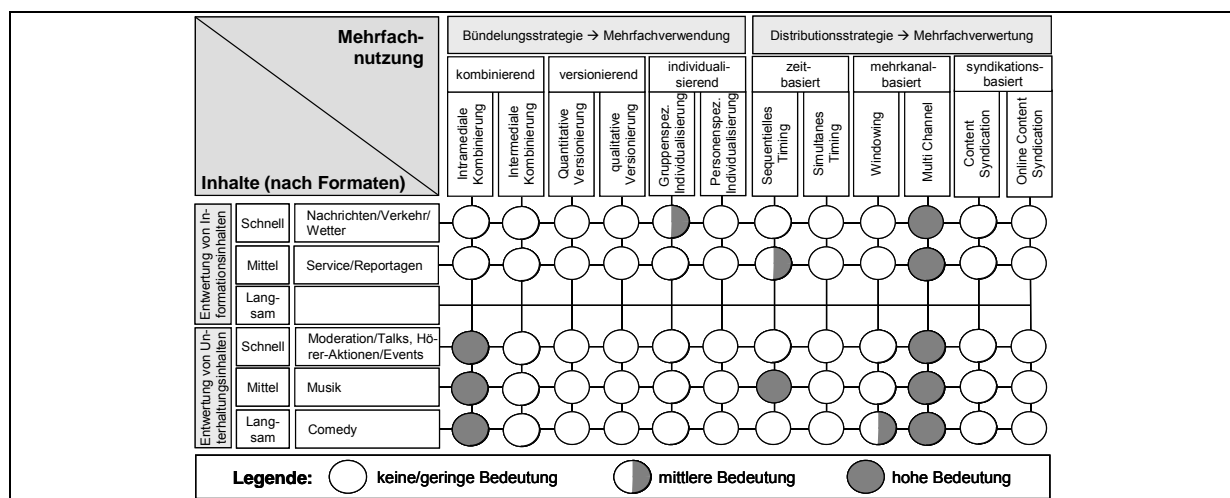 Mehrfach-
nutzung
Inhalte (nach Formaten)
Bündelungsstrategie → Mehrfachverwendung
Distributionsstrategie → Mehrfachverwertung
kombinierend
versionierend
individuali-
sierend
zeit-
basiert
mehrkanal-
basiert
syndikations-
basiert
Intramediale
Kombinierung
Intermediale
Kombinierung
Quantitative
Versionierung
qualitative
Versionierung
Gruppenspez.
Individualisierung
Personenspez.
Individualisierung
Sequentielles
Timing
Simultanes
Timing
Windowing
Multi Channel
Content
Syndication
Online Content
Syndication
Entwertung von In-
formationsinhalten
Schnell
Nachrichten/Verkehr/
Wetter
Mittel
Service/Reportagen
Lang-
sam
Entwertung von Un-
terhaltungsinhalten
Schnell
Moderation/Talks, Hö-
rer-Aktionen/Events
Mittel
Musik
Lang-
sam
Comedy
Legende:
keine/geringe Bedeutung
mittlere Bedeutung
hohe Bedeutung